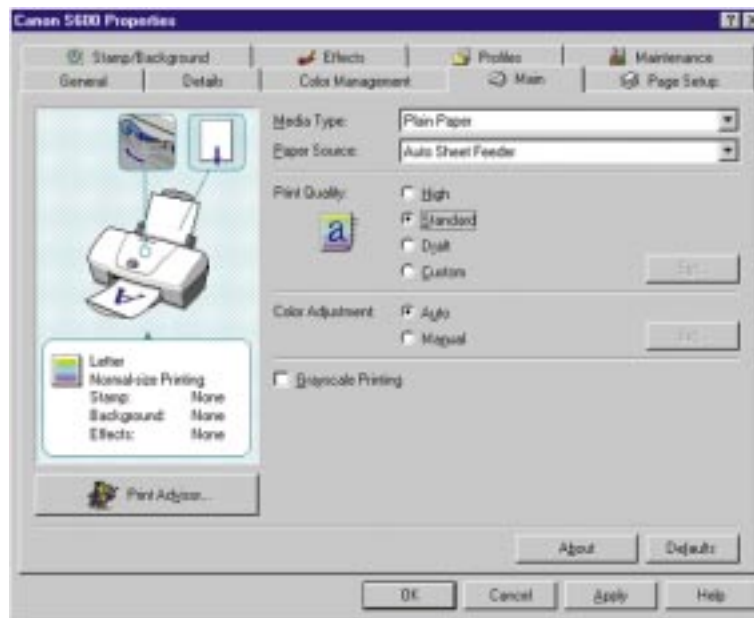 Canon S600 Properties
Stamp/Background Effects Profiles Maintenance
General Details Color Management Main Page Setup
Media Type: Plain Paper
Paper Source: Auto Sheet Feeder
Print Quality: High
Standard
a
Draft
Custom
Set...
Color Adjustment: Auto
Manual
Set...
Letter
Normal-size Printing
Stamp: None
Background: None
Effects: None
Grayscale Printing
Print Advisor...
About Defaults
OK Cancel Apply Help